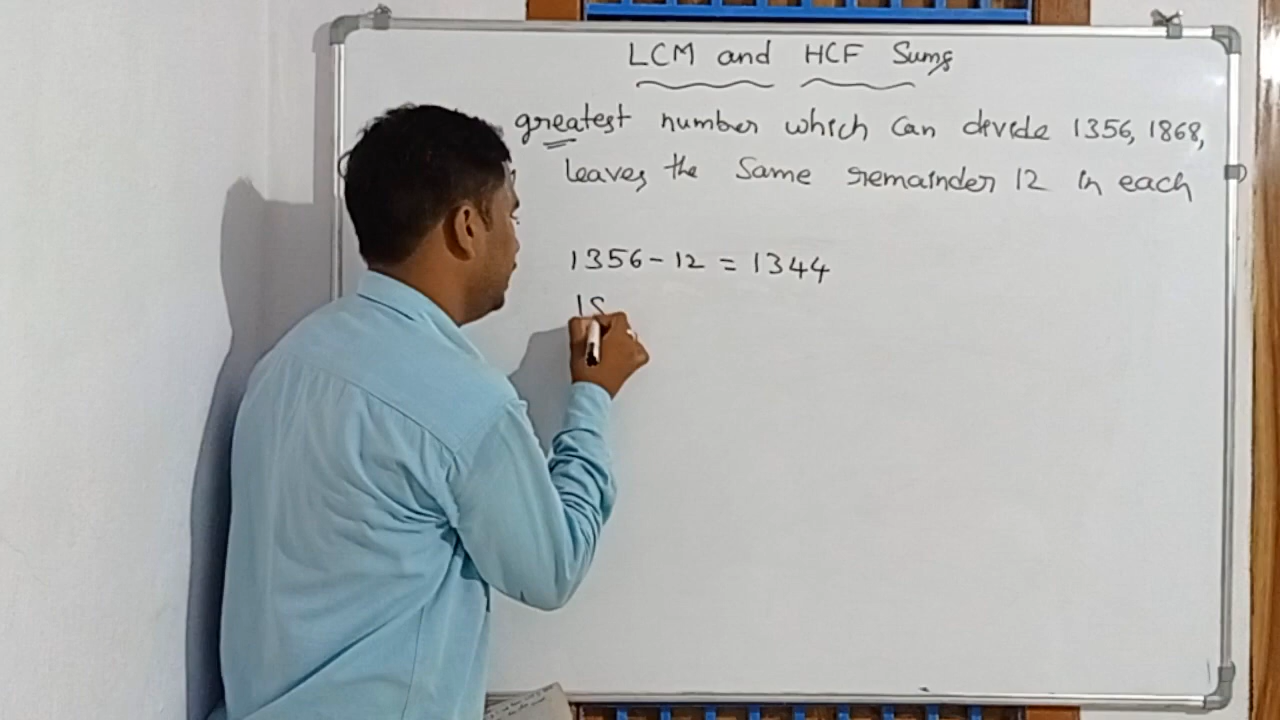 LCM and HCF Sums
greatest number which can divide 1356, 1868,
leaves the same remainder 12 in each
1356 - 12 = 1344
18